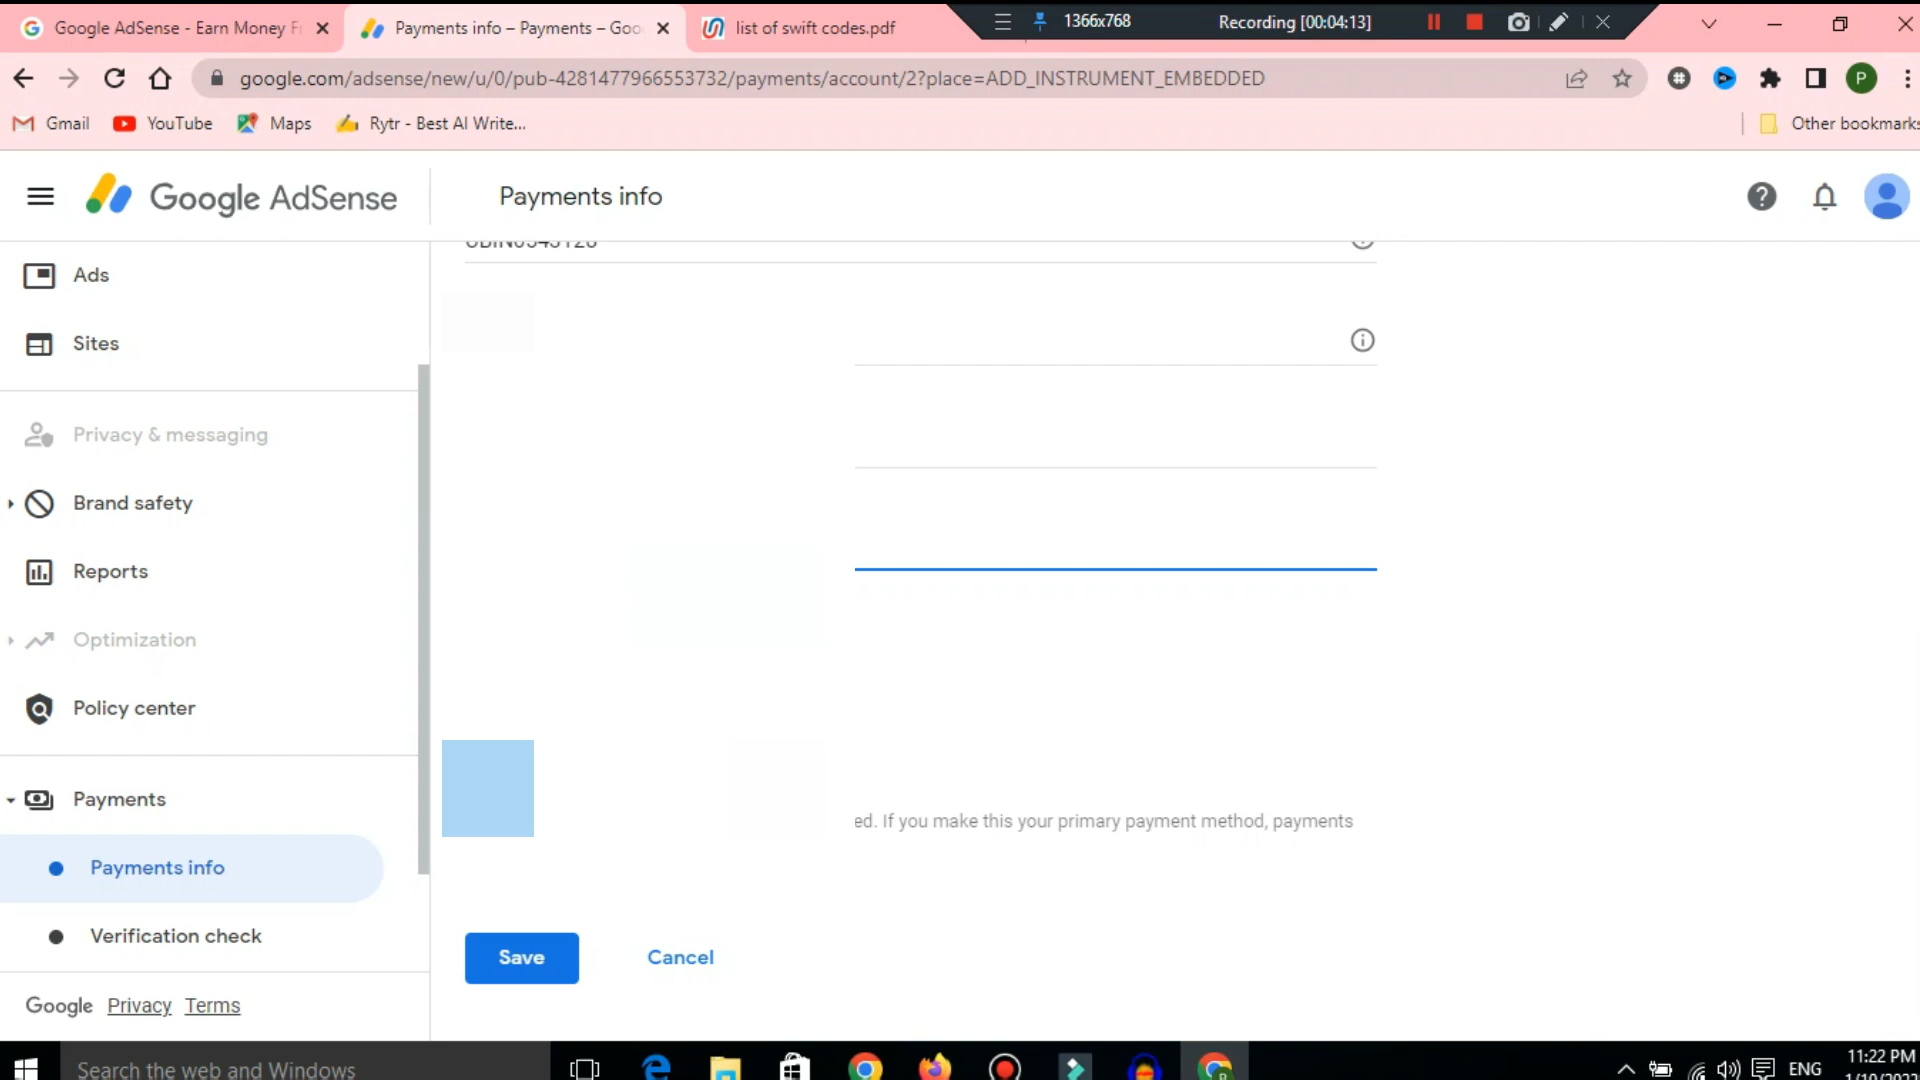 Google AdSense - Earn Money F
Payments info – Payments – Goo
list of swift codes.pdf
1366x768
Recording [00:04:13]
google.com/adsense/new/u/0/pub-4281477966553732/payments/account/2?place=ADD_INSTRUMENT_EMBEDDED
P
Gmail
YouTube
Maps
Rytr - Best AI Write...
Other bookmarks
Google AdSense
Payments info
Ads
Sites
Privacy & messaging
Brand safety
Reports
Optimization
Policy center
Payments
ed. If you make this your primary payment method, payments
Payments info
Verification check
Save
Cancel
Google Privacy Terms
Search the web and Windows
ENG
11:22 PM